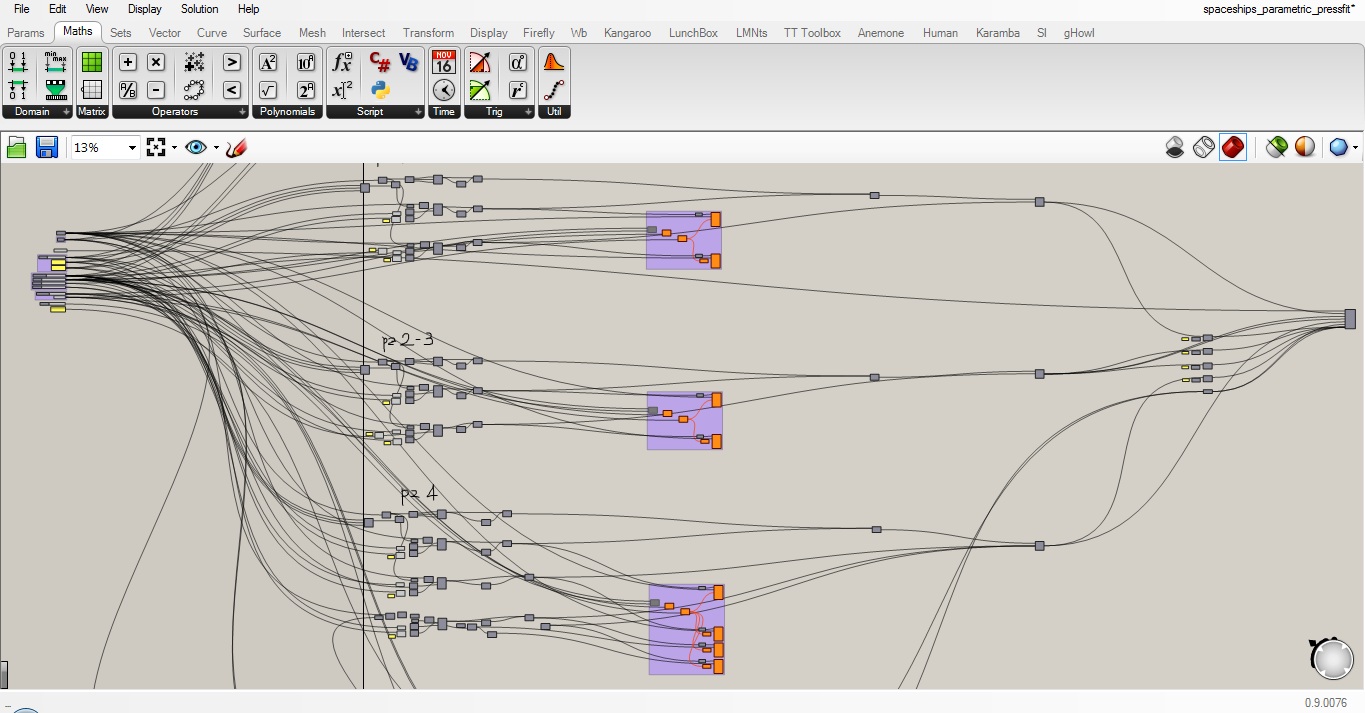 File Edit View Display Solution Help
spaceships_parametric_pressfit*
Params Maths Sets Vector Curve Surface Mesh Intersect Transform Display Firefly Wb Kangaroo LunchBox LMNts TT Toolbox Anemone Human Karamba SI gHowl
Domain Matrix Operators Polynomials Script Time Trig Util
13%
pz 2-3
pz 4
0.9.0076